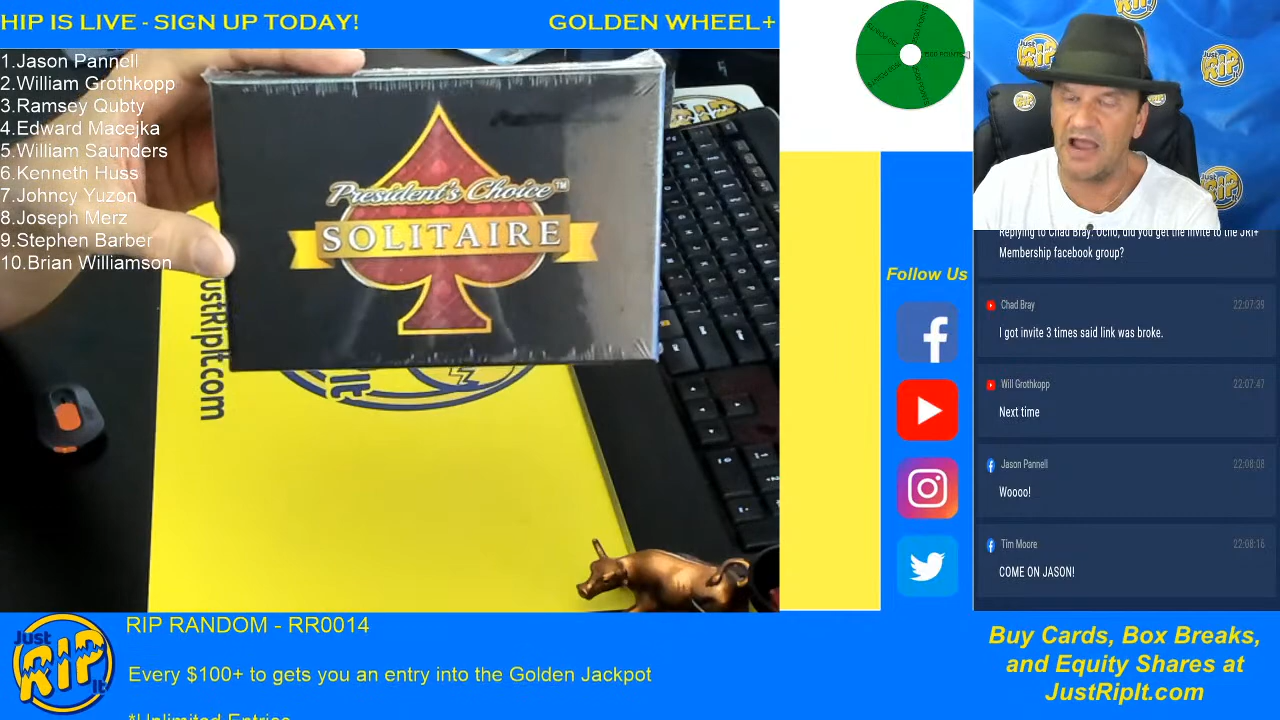 HIP IS LIVE - SIGN UP TODAY!
GOLDEN WHEEL+
1.Jason Pannell
2.William Grothkopp
3.Ramsey Qubty
4.Edward Macejka
5.William Saunders
6.Kenneth Huss
7.Johncy Yuzon
8.Joseph Merz
9.Stephen Barber
10.Brian Williamson
President's Choice™
SOLITAIRE
JustRipIt.com
Replying to Chad Bray: Ocho, did you get the invite to the JRI+
Membership facebook group?
Follow Us
Chad Bray 22:07:39
I got invite 3 times said link was broke.
Will Grothkopp 22:07:47
Next time
Jason Pannell 22:08:08
Woooo!
Tim Moore 22:08:16
COME ON JASON!
Just
RIP
It
RIP RANDOM - RR0014
Every $100+ to gets you an entry into the Golden Jackpot
*Unlimited Entries
Buy Cards, Box Breaks,
and Equity Shares at
JustRipIt.com